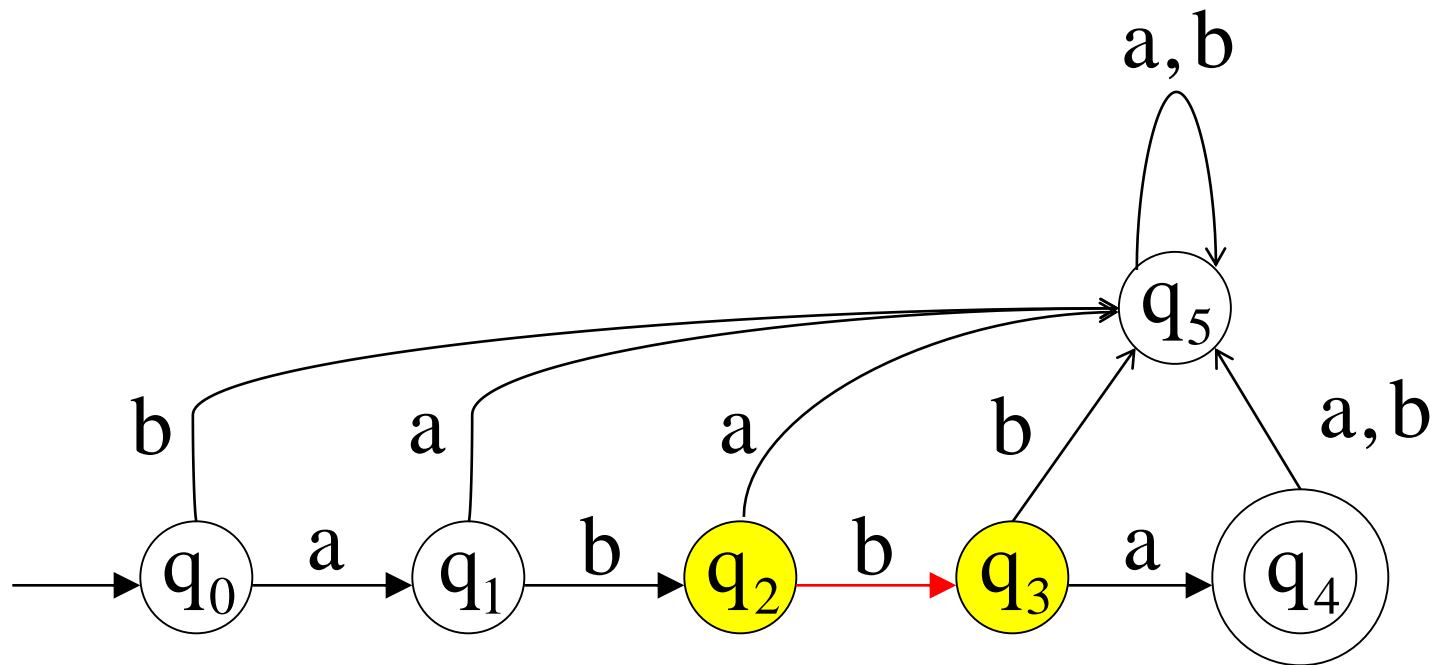 a, b
q₅
b a a b a, b
a b b a
q₀ q₁ q₂ q₃ q₄